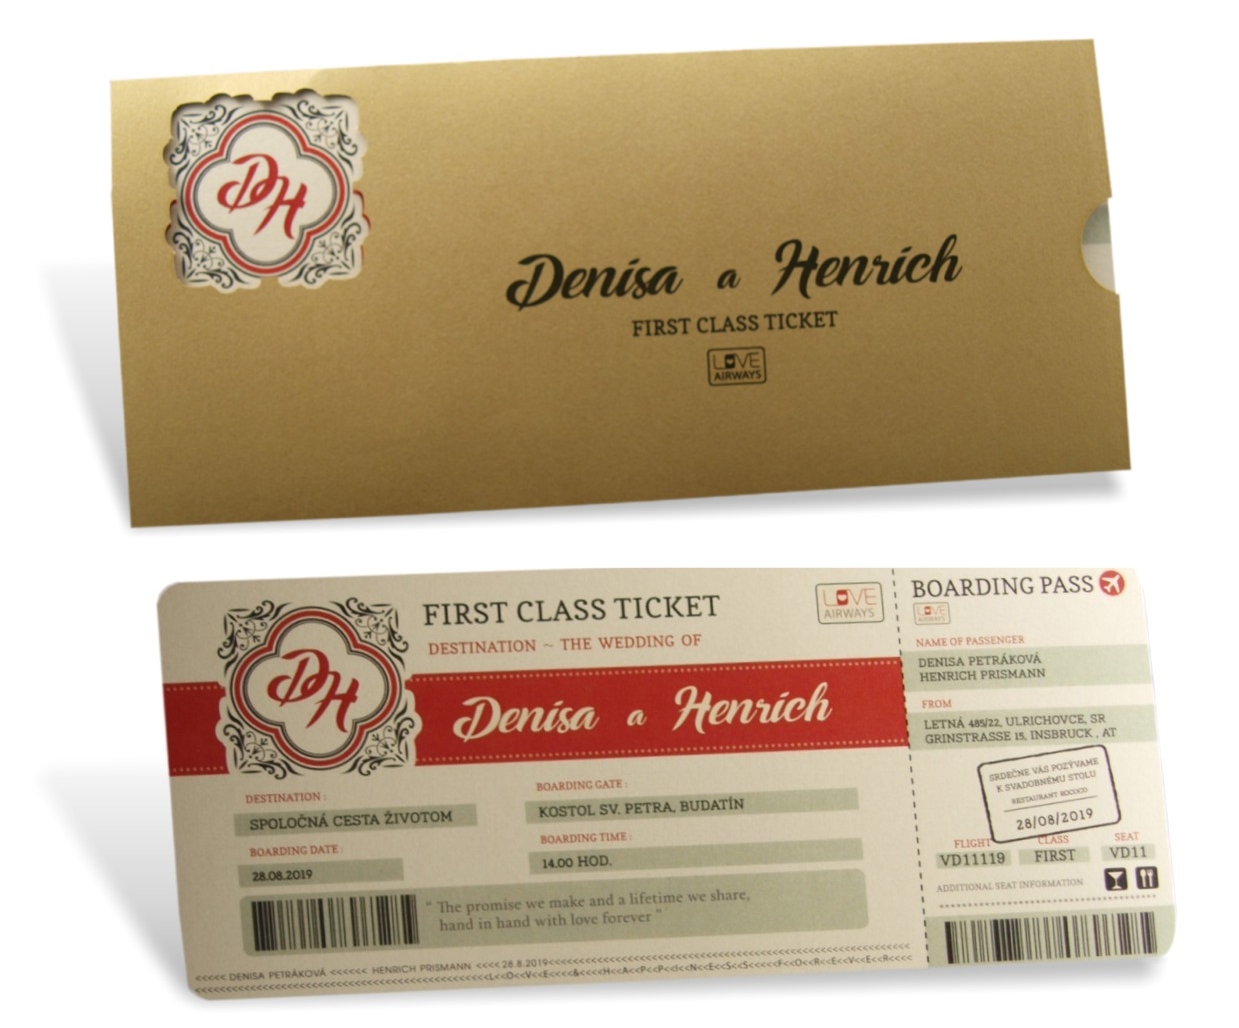 DH
Denisa a Henrich
FIRST CLASS TICKET
LOVE
AIRWAYS
DH
FIRST CLASS TICKET
LOVE
AIRWAYS
DESTINATION ~ THE WEDDING OF
Denisa a Henrich
DESTINATION :
SPOLOČNÁ CESTA ŽIVOTOM
BOARDING GATE :
KOSTOL SV. PETRA, BUDATÍN
BOARDING DATE :
28.08.2019
BOARDING TIME :
14.00 HOD.
“ The promise we make and a lifetime we share,
hand in hand with love forever ”
<<<<< DENISA PETRÁKOVÁ <<<<<< HENRICH PRISMANN <<<< 28.8.2019<<<<<<<<<<<<<<<<<<<<<<<<<<<<<<<<<<<<<<<<<<
<<<<<<<<<<<<<<<<<<<<<<<<<<<<<<<<<<<L<<O<<V<<E<<<<&<<<<H<<A<<P<<P<<I<<N<<E<<S<<S<<<<<F<<O<<R<<E<<V<<E<<R<<<<
BOARDING PASS
LOVE
AIRWAYS
NAME OF PASSENGER
DENISA PETRÁKOVÁ
HENRICH PRISMANN
FROM
LETNÁ 485/22, ULRICHOVCE, SR
GRINSTRASSE 15, INSBRUCK , AT
SRDEČNE VÁS POZÝVAME
K SVADOBNÉMU STOLU
RESTAURANT ROCOCO
28/08/2019
FLIGHT CLASS SEAT
VD11119 FIRST VD11
ADDITIONAL SEAT INFORMATION